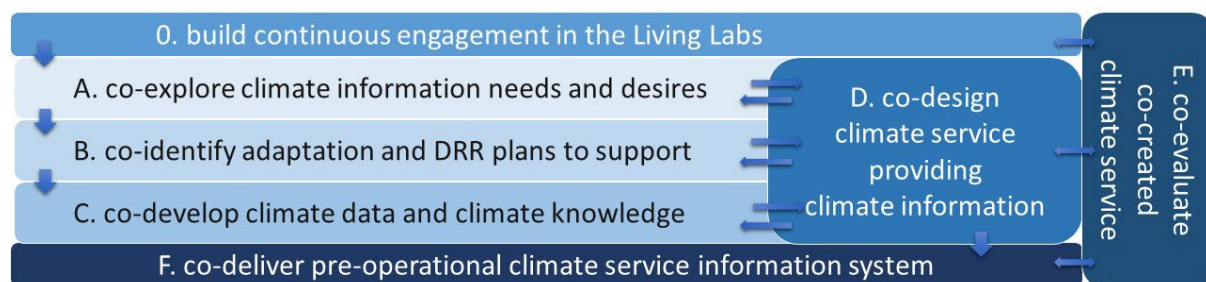 0. build continuous engagement in the Living Labs
A. co-explore climate information needs and desires
B. co-identify adaptation and DRR plans to support
C. co-develop climate data and climate knowledge
D. co-design
climate service
providing
climate information
E. co-evaluate
co-created
climate service
F. co-deliver pre-operational climate service information system